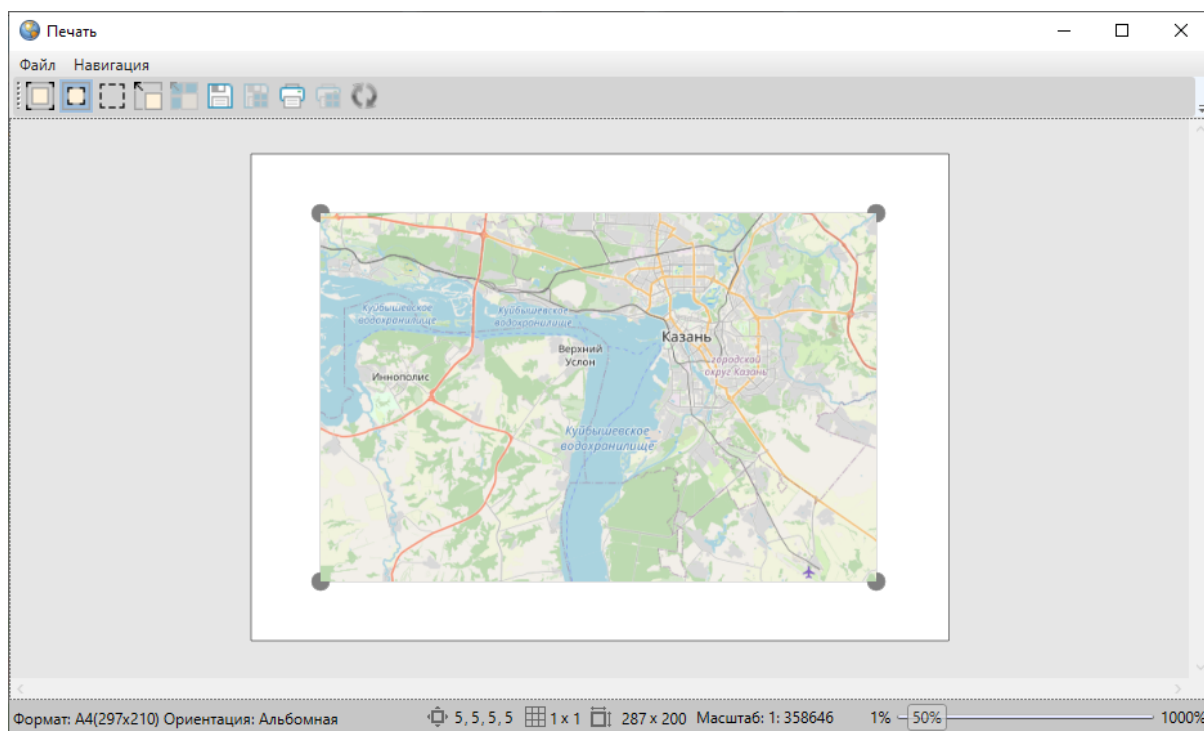 Печать
Файл Навигация
Куйбышевское
водохранилище
Куйбышевское
водохранилище
Казань
Верхний
Услон
городской
округ Казань
Иннополис
Куйбышевское
водохранилище
Формат: A4(297x210) Ориентация: Альбомная 5, 5, 5, 5 1 x 1 287 x 200 Масштаб: 1: 358646 1% 50% 1000%